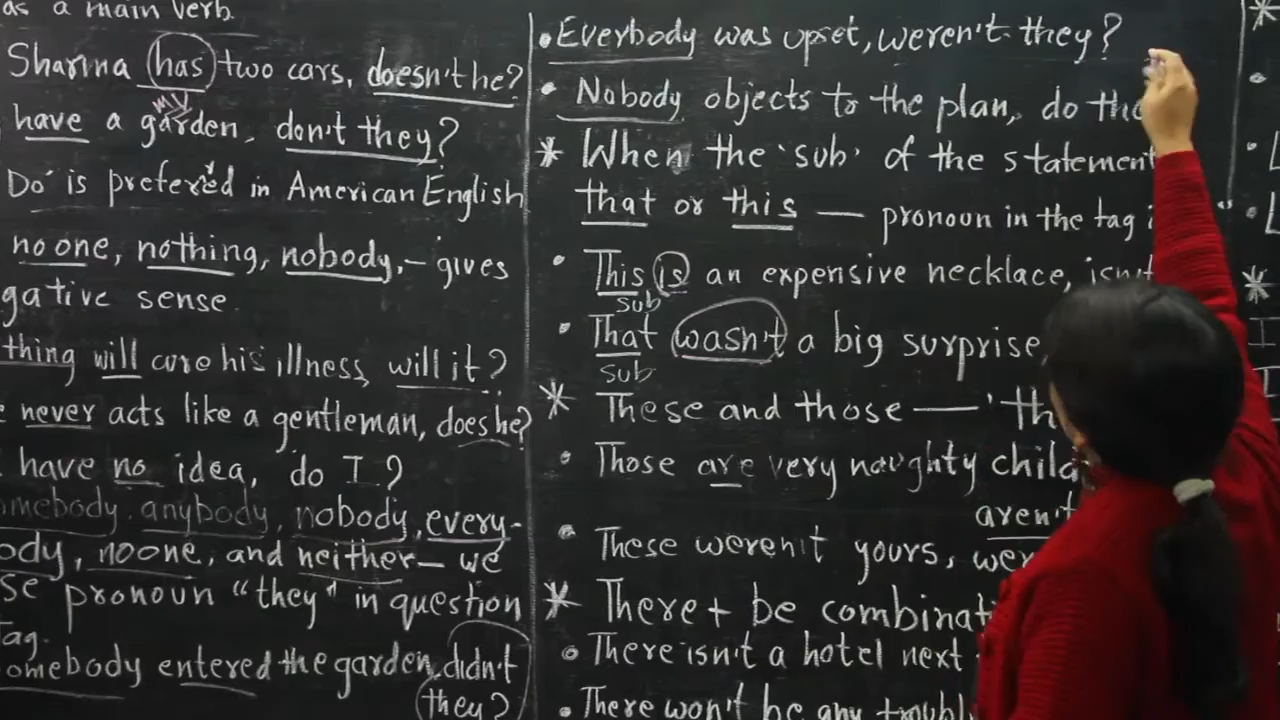 as a main verb.
Sharma has two cars, doesn't he?
my
have a garden, don't they?
Do' is prefered in American English
no one, nothing, nobody, – gives
gative sense.
thing will cure his illness, will it?
never acts like a gentleman, does he?
have no idea, do I?
omebody, anybody, nobody, every-
ody, no one, and neither – we
se pronoun "they" in question
tag.
omebody entered the garden, didn't
they?
• Everybody was upset, weren't they?
• Nobody objects to the plan, do the
* When the 'sub' of the statement
that or this — pronoun in the tag i
• This is an expensive necklace, isn't
sub
• That wasn't a big surprise,
sub
* These and those — 'th
• Those are very naughty child
aren't
• These weren't yours, wer
* There + be combinati
• There isn't a hotel next
• There won't be any troubl